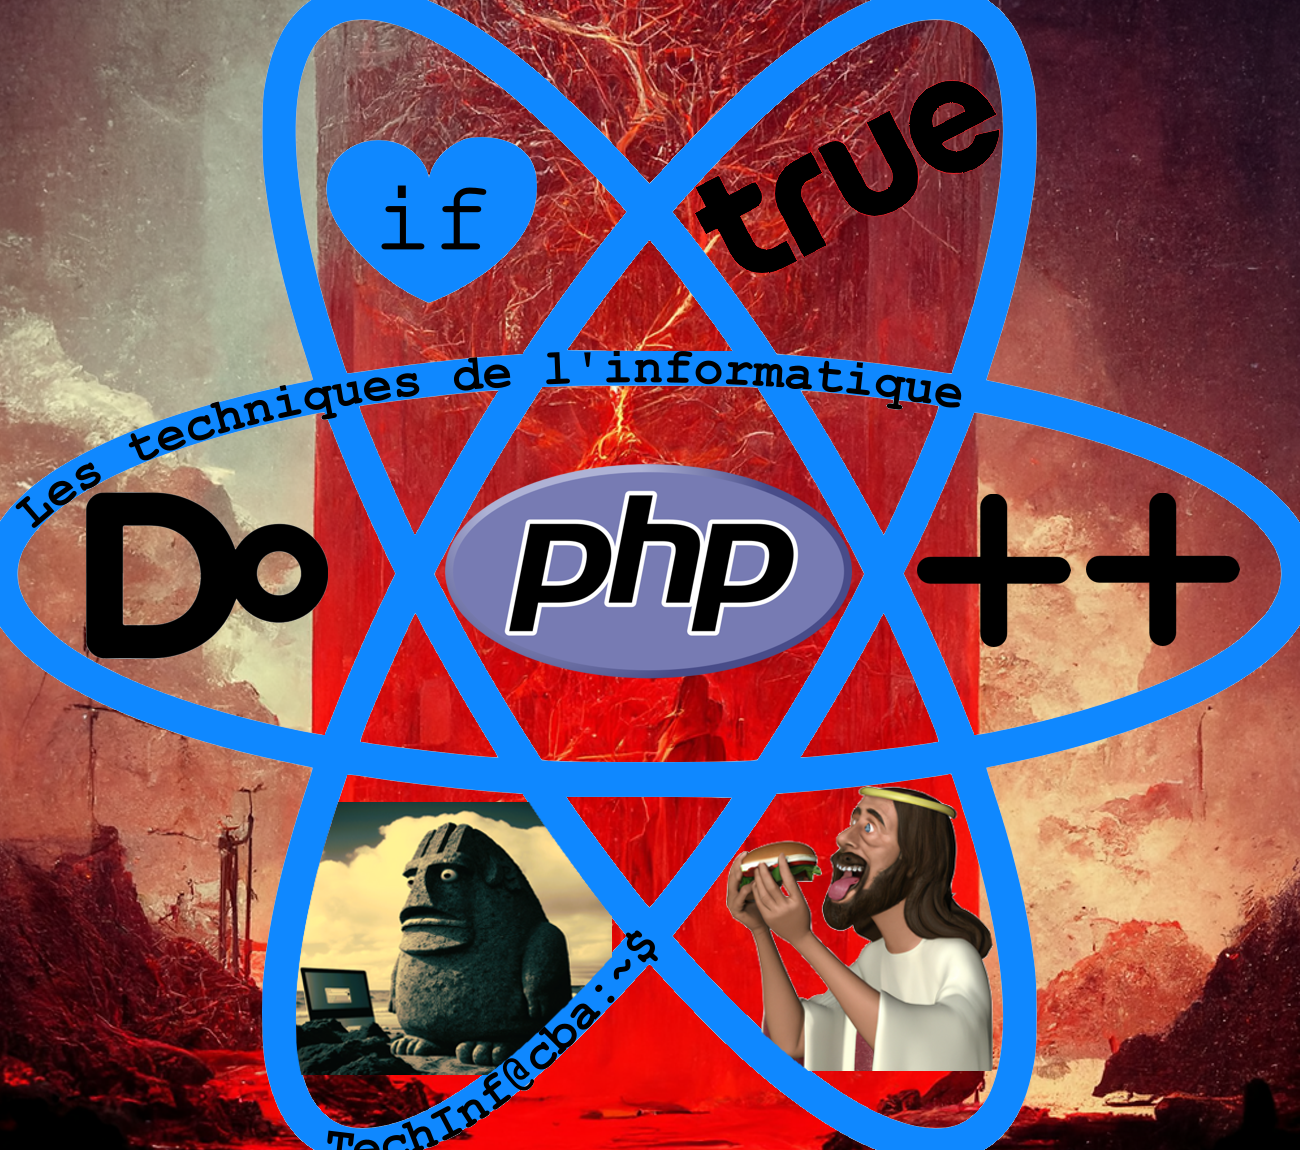 if
true
Les techniques de l'informatique
Do
php
++
TechInf@cba:~$